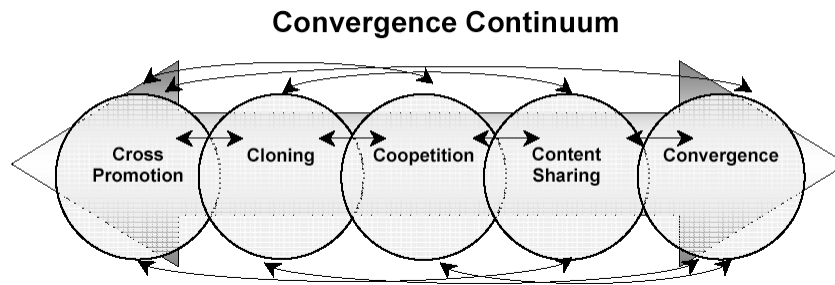 Convergence Continuum
Cross
Promotion
Cloning
Coopetition
Content
Sharing
Convergence